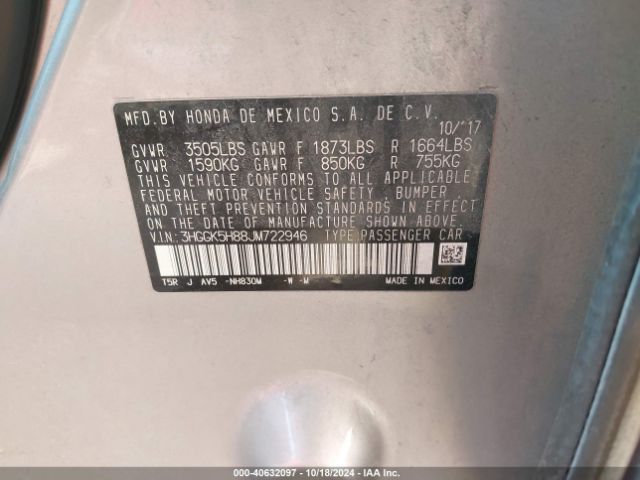 MFD.BY HONDA DE MEXICO S.A. DE C.V.
10/'17
GVWR 3505LBS GAWR F 1873LBS R 1664LBS
GVWR 1590KG GAWR F 850KG R 755KG
THIS VEHICLE CONFORMS TO ALL APPLICABLE
FEDERAL MOTOR VEHICLE SAFETY, BUMPER
AND THEFT PREVENTION STANDARDS IN EFFECT
ON THE DATE OF MANUFACTURE SHOWN ABOVE.
V.I.N: 3HGGK5H88JM722946 TYPE:PASSENGER CAR
T5R J AV5 -NH830M -W -M MADE IN MEXICO
000-40632097 | 10/18/2024 | IAA Inc.